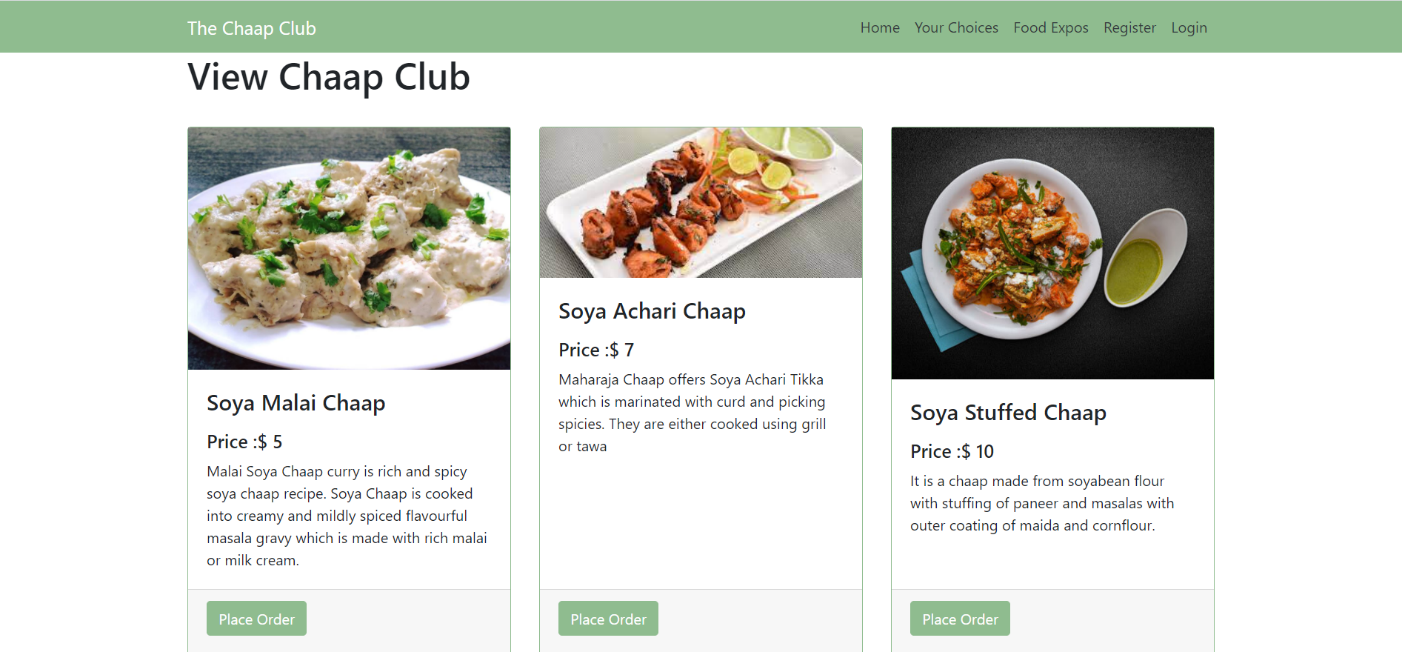 The Chaap Club
Home Your Choices Food Expos Register Login
View Chaap Club
Soya Malai Chaap
Price :$ 5
Malai Soya Chaap curry is rich and spicy
soya chaap recipe. Soya Chaap is cooked
into creamy and mildly spiced flavourful
masala gravy which is made with rich malai
or milk cream.
Place Order
Soya Achari Chaap
Price :$ 7
Maharaja Chaap offers Soya Achari Tikka
which is marinated with curd and picking
spicies. They are either cooked using grill
or tawa
Place Order
Soya Stuffed Chaap
Price :$ 10
It is a chaap made from soyabean flour
with stuffing of paneer and masalas with
outer coating of maida and cornflour.
Place Order